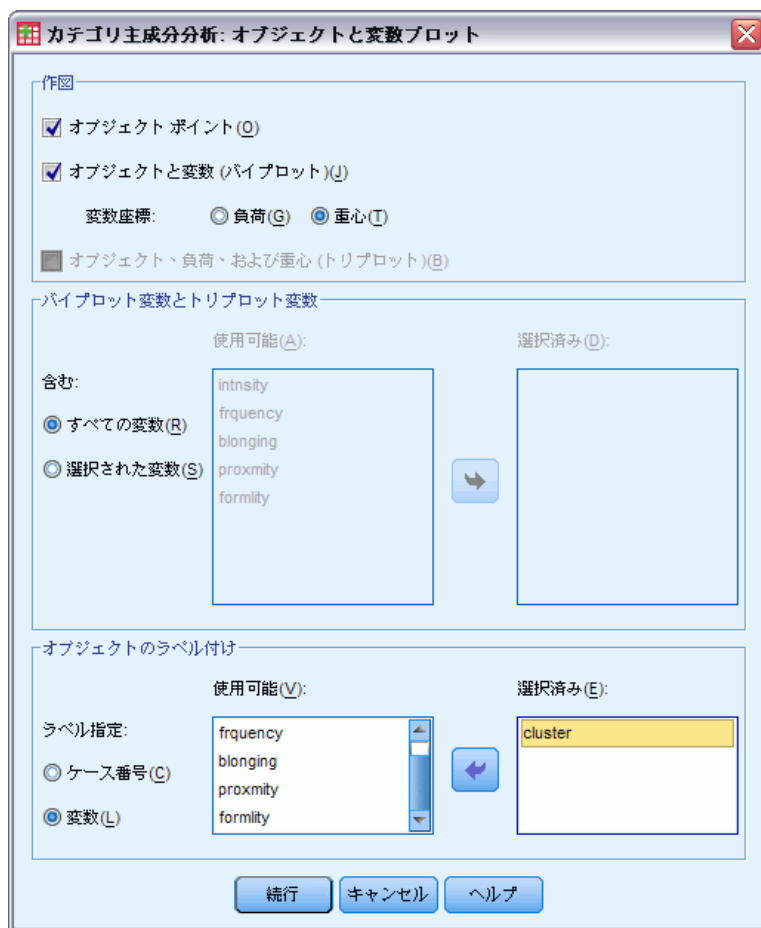 カテゴリ主成分分析: オブジェクトと変数プロット
作図
オブジェクト ポイント(O)
オブジェクトと変数 (バイプロット)(J)
変数座標: 負荷(G) 重心(T)
オブジェクト、負荷、および重心 (トリプロット)(B)
バイプロット変数とトリプロット変数
使用可能(A): 選択済み(D):
含む:
すべての変数(R)
選択された変数(S)
intnsity
frquency
blonging
proxmity
formlity
オブジェクトのラベル付け
使用可能(V): 選択済み(E):
ラベル指定:
ケース番号(C)
変数(L)
frquency
blonging
proxmity
formlity
cluster
続行 キャンセル ヘルプ